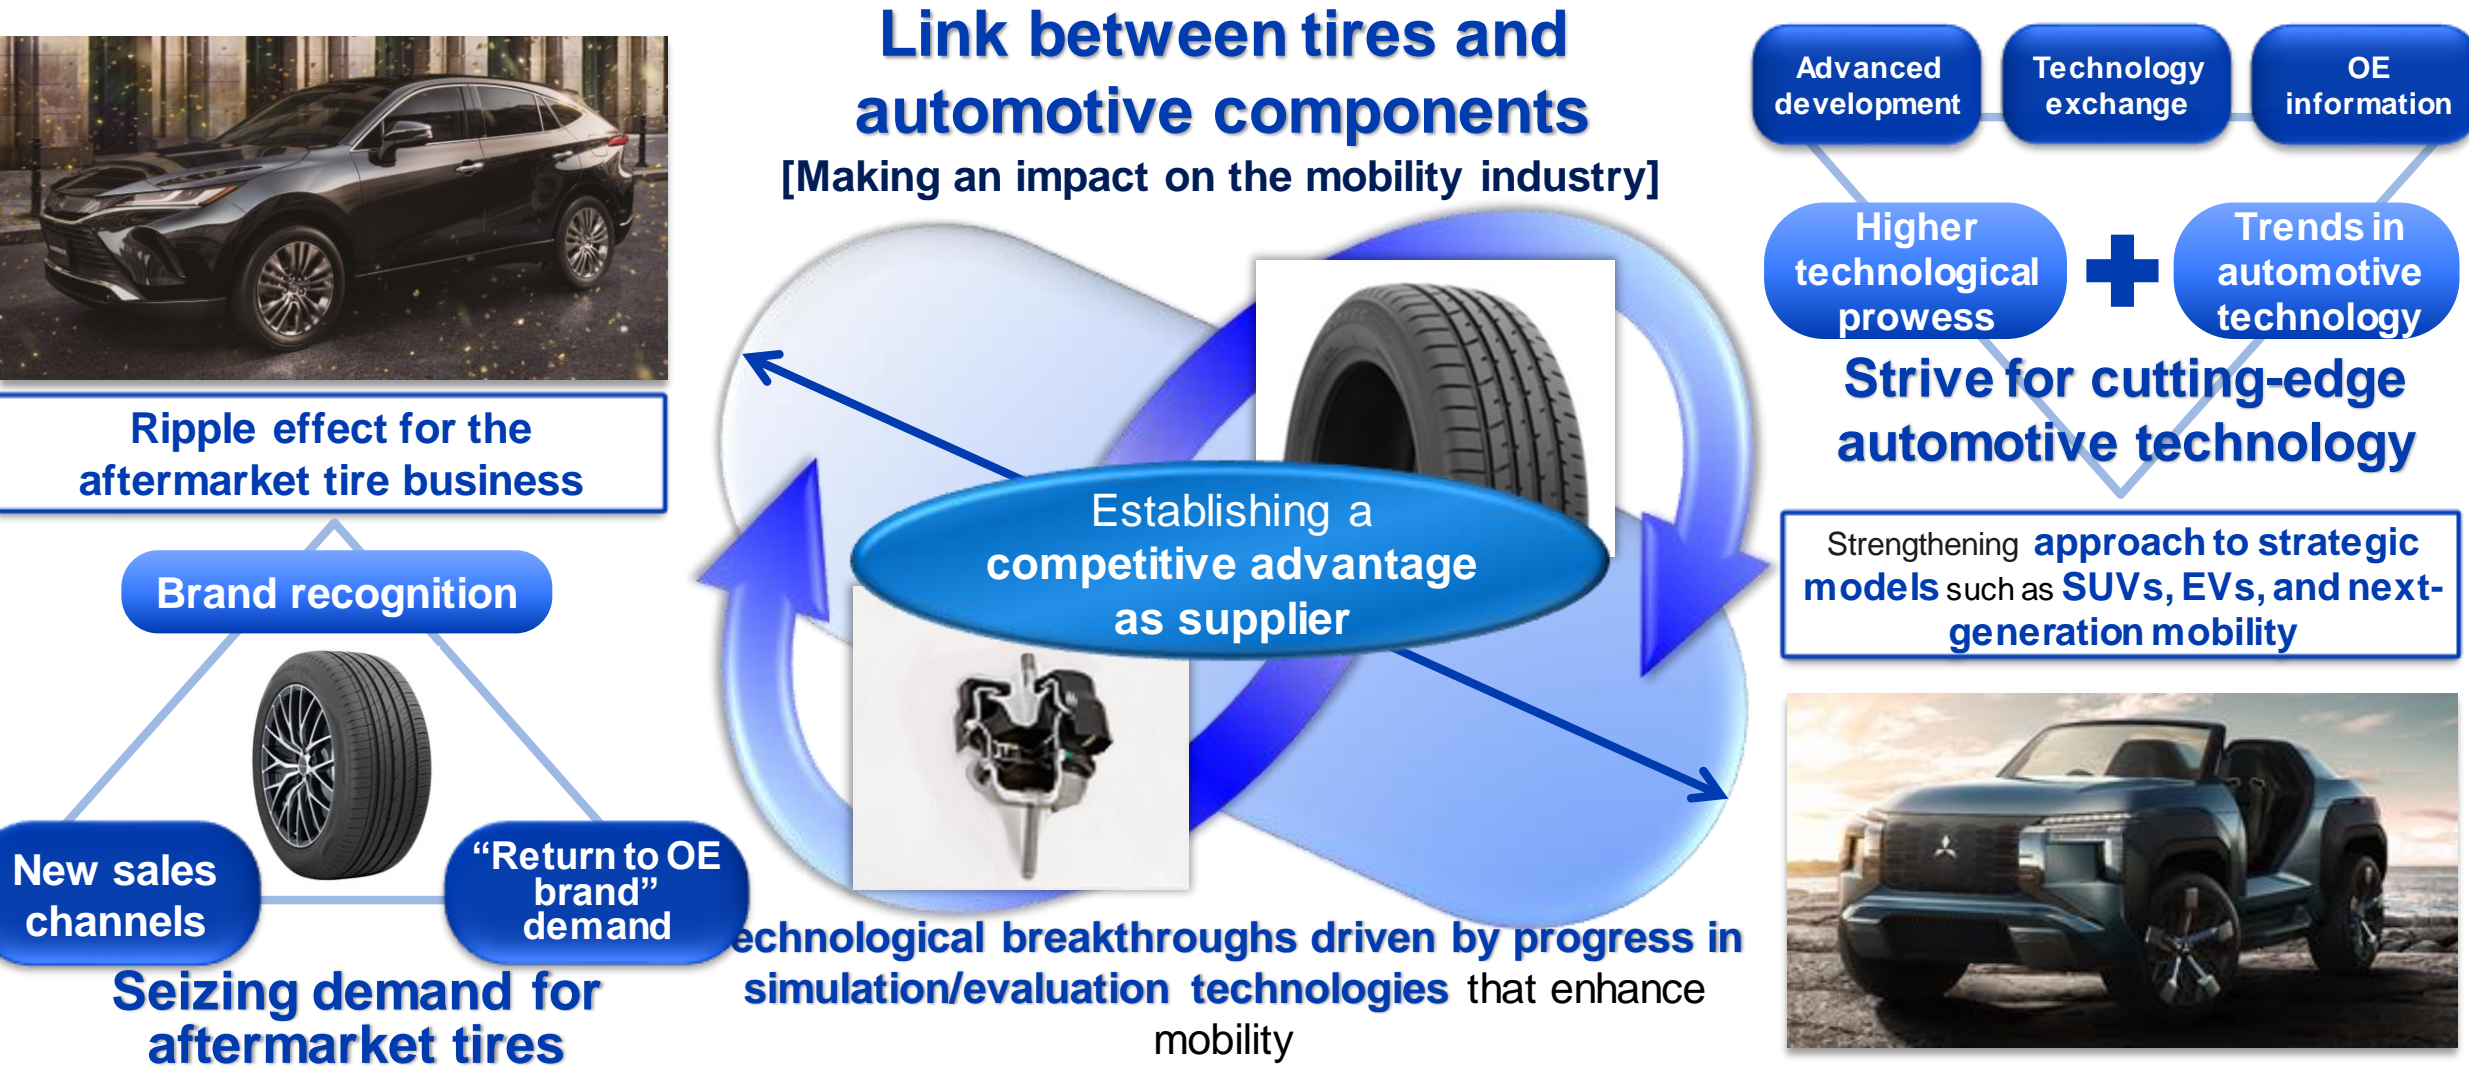 Link between tires and
automotive components
[Making an impact on the mobility industry]
Ripple effect for the
aftermarket tire business
Brand recognition
New sales
channels
“Return to OE
brand”
demand
Seizing demand for
aftermarket tires
Establishing a
competitive advantage
as supplier
echnological breakthroughs driven by progress in
simulation/evaluation technologies that enhance
mobility
Advanced
development
Technology
exchange
OE
information
Higher
technological
prowess
Trends in
automotive
technology
Strive for cutting-edge
automotive technology
Strengthening approach to strategic
models such as SUVs, EVs, and next-
generation mobility